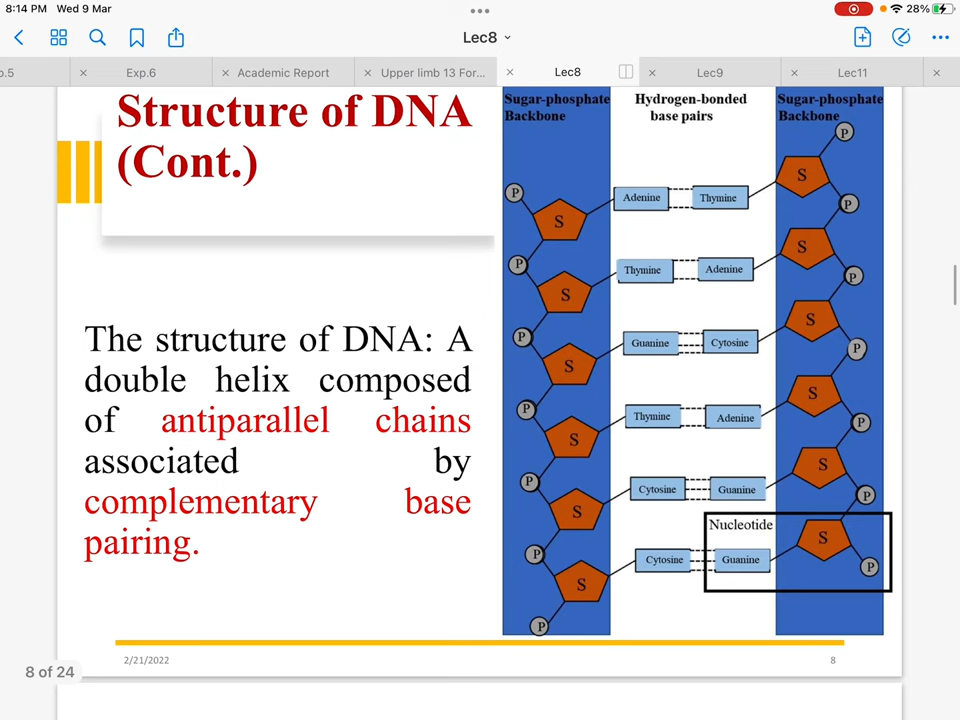 8:14 PM Wed 9 Mar
28%
Lec8
o.5
Exp.6
Academic Report
Upper limb 13 For...
Lec8
Lec9
Lec11
Structure of DNA
(Cont.)
The structure of DNA: A
double helix composed
of antiparallel chains
associated by
complementary base
pairing.
Sugar-phosphate
Backbone
Hydrogen-bonded
base pairs
Sugar-phosphate
Backbone
P
S
P
Adenine Thymine
S
P
S
P
Thymine Adenine
S
P
S
P
Guanine Cytosine
S
P
S
P
Thymine Adenine
S
P
S
P
Cytosine Guanine
S
P
S
P
Nucleotide
Cytosine Guanine
S
P
S
P
2/21/2022
8
8 of 24